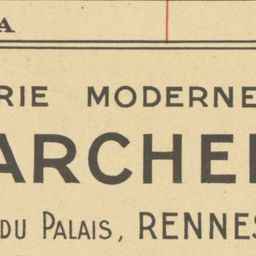 A
RIE MODERNE
ARCHE
DU PALAIS, RENNES